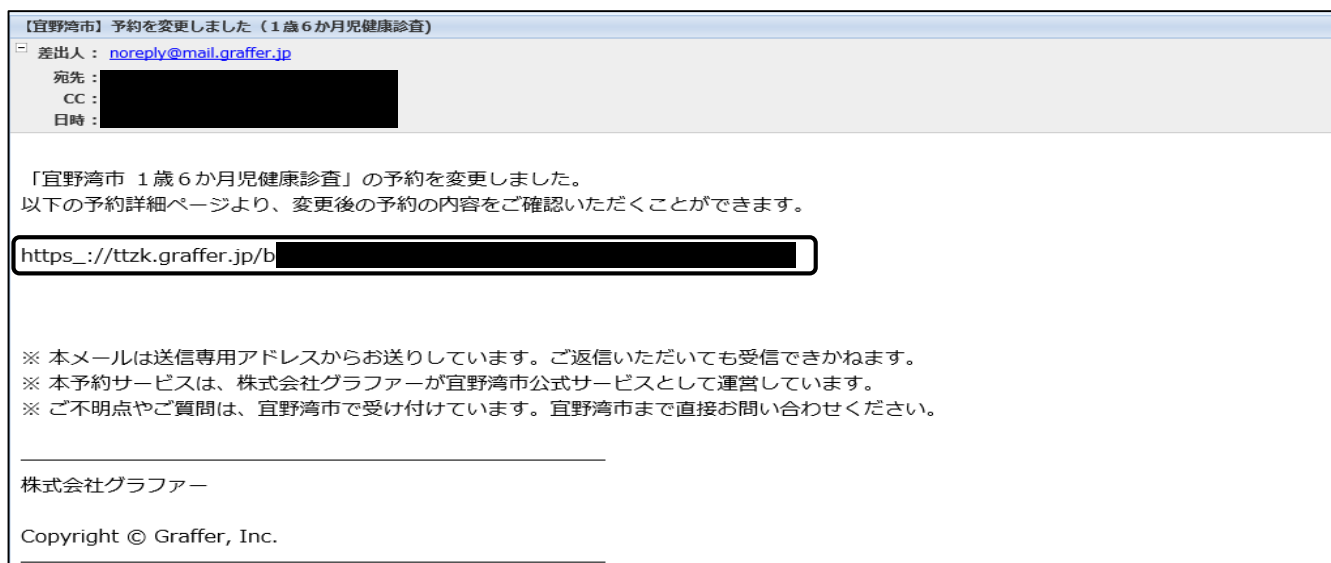 【宜野湾市】予約を変更しました（１歳６か月児健康診査)
差出人： noreply@mail.graffer.jp
宛先：
CC：
日時：
「宜野湾市 １歳６か月児健康診査」の予約を変更しました。
以下の予約詳細ページより、変更後の予約の内容をご確認いただくことができます。
https_://ttzk.graffer.jp/b
※ 本メールは送信専用アドレスからお送りしています。ご返信いただいても受信できかねます。
※ 本予約サービスは、株式会社グラファーが宜野湾市公式サービスとして運営しています。
※ ご不明点やご質問は、宜野湾市で受け付けています。宜野湾市まで直接お問い合わせください。
株式会社グラファー
Copyright © Graffer, Inc.